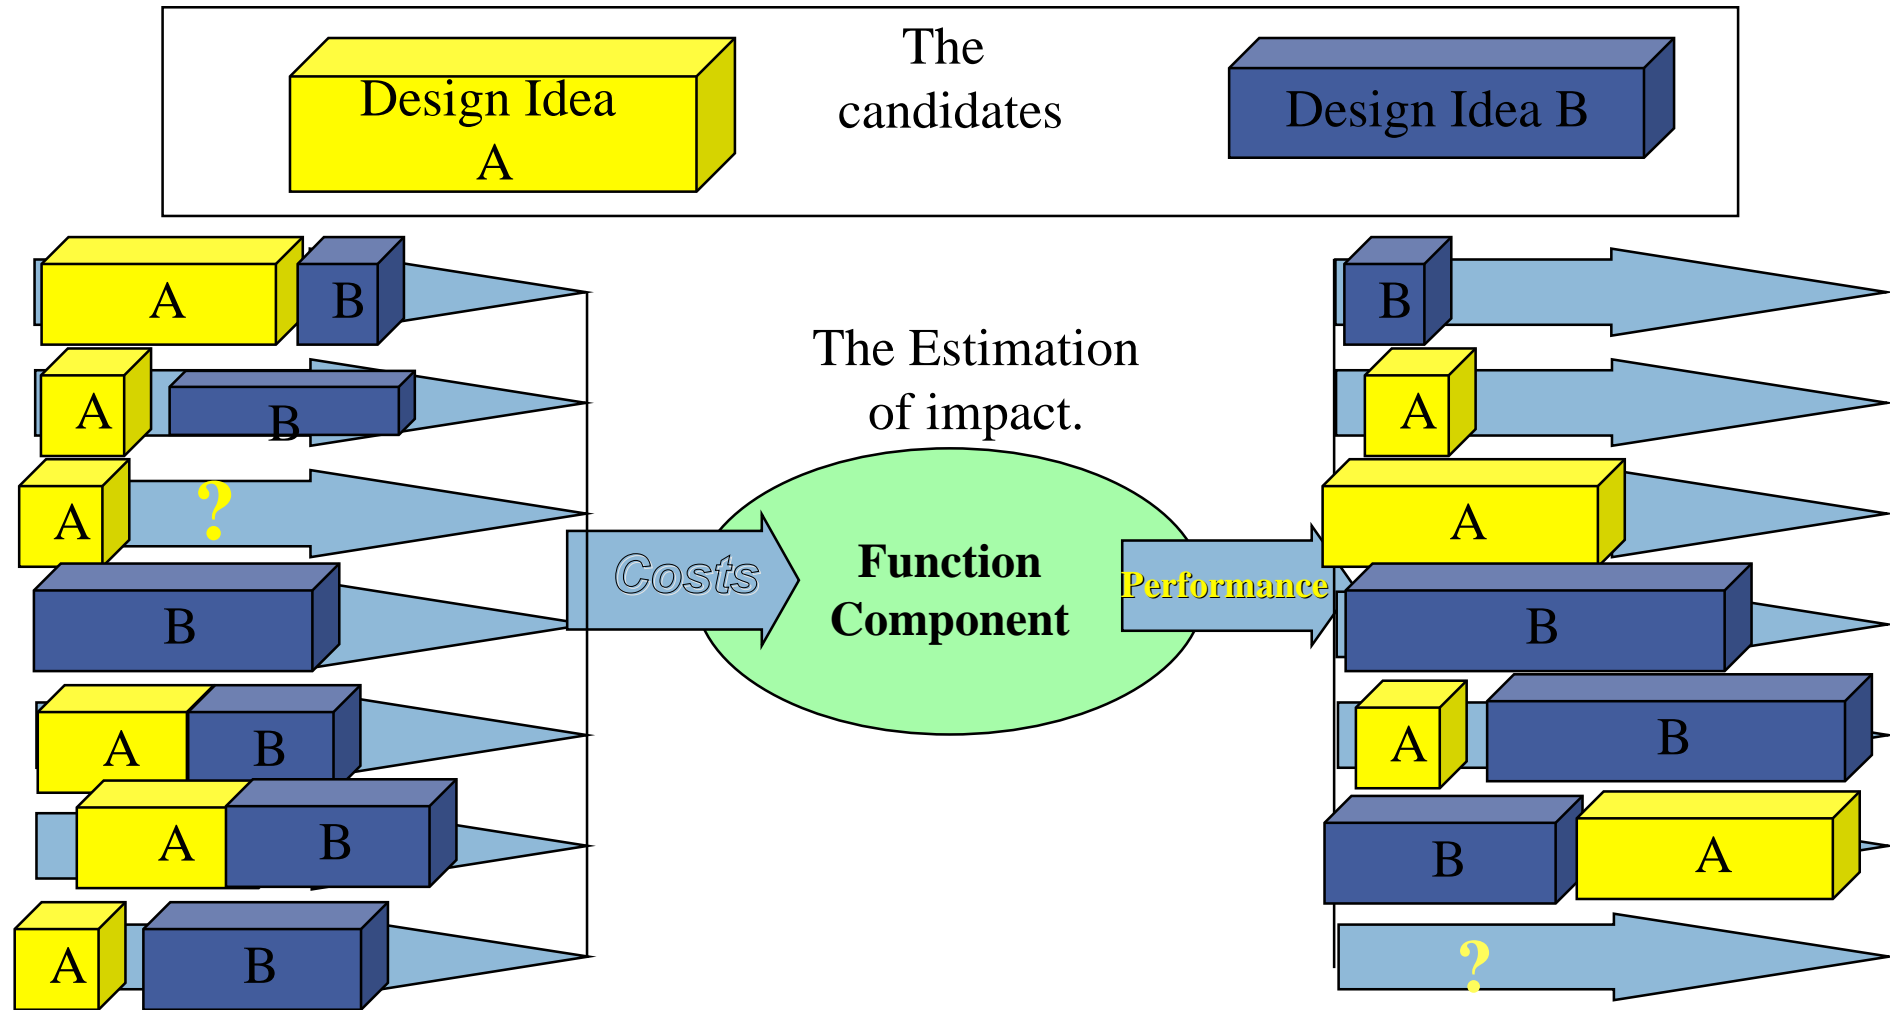 The
candidates
Design Idea
A
Design Idea B
A B
A B
A ?
B
A B
A B
A B
The Estimation
of impact.
Costs
Function
Component
Performance
B
A
A
B
A B
B A
?